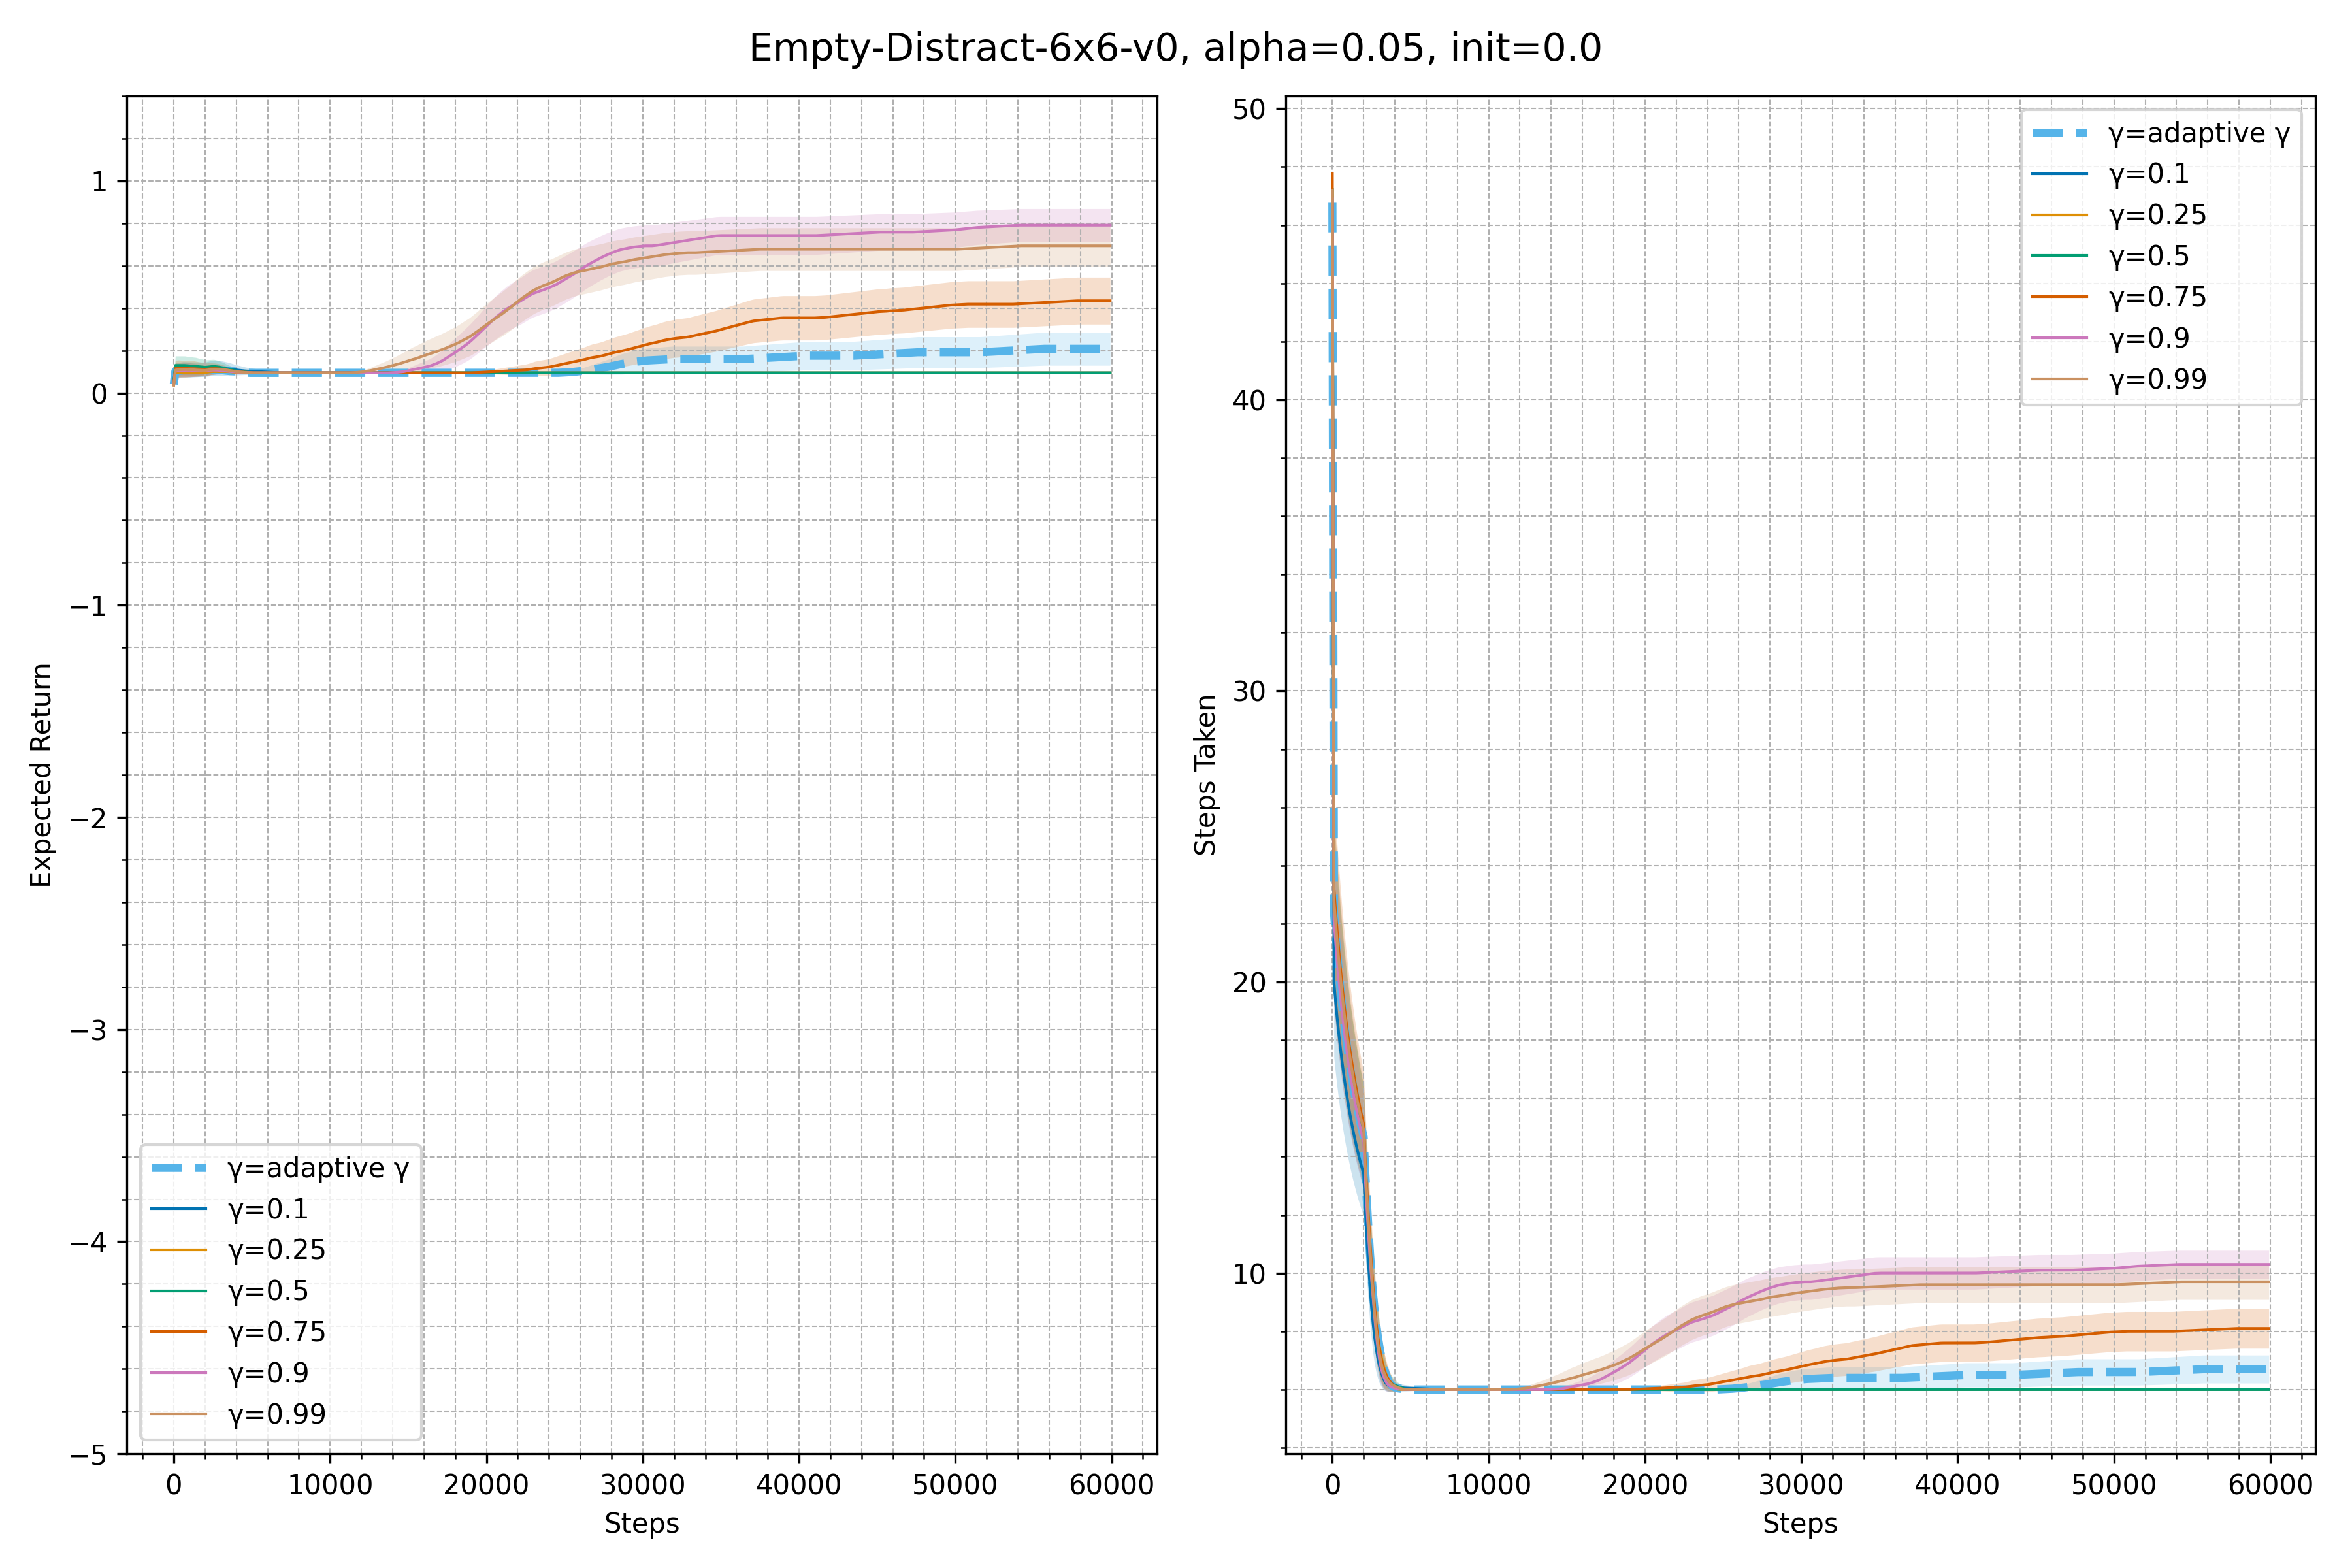 Empty-Distract-6x6-v0, alpha=0.05, init=0.0
Expected Return
1
0
−1
−2
−3
−4
−5
γ=adaptive γ
γ=0.1
γ=0.25
γ=0.5
γ=0.75
γ=0.9
γ=0.99
0 10000 20000 30000 40000 50000 60000
Steps
Steps Taken
50
40
30
20
10
γ=adaptive γ
γ=0.1
γ=0.25
γ=0.5
γ=0.75
γ=0.9
γ=0.99
0 10000 20000 30000 40000 50000 60000
Steps